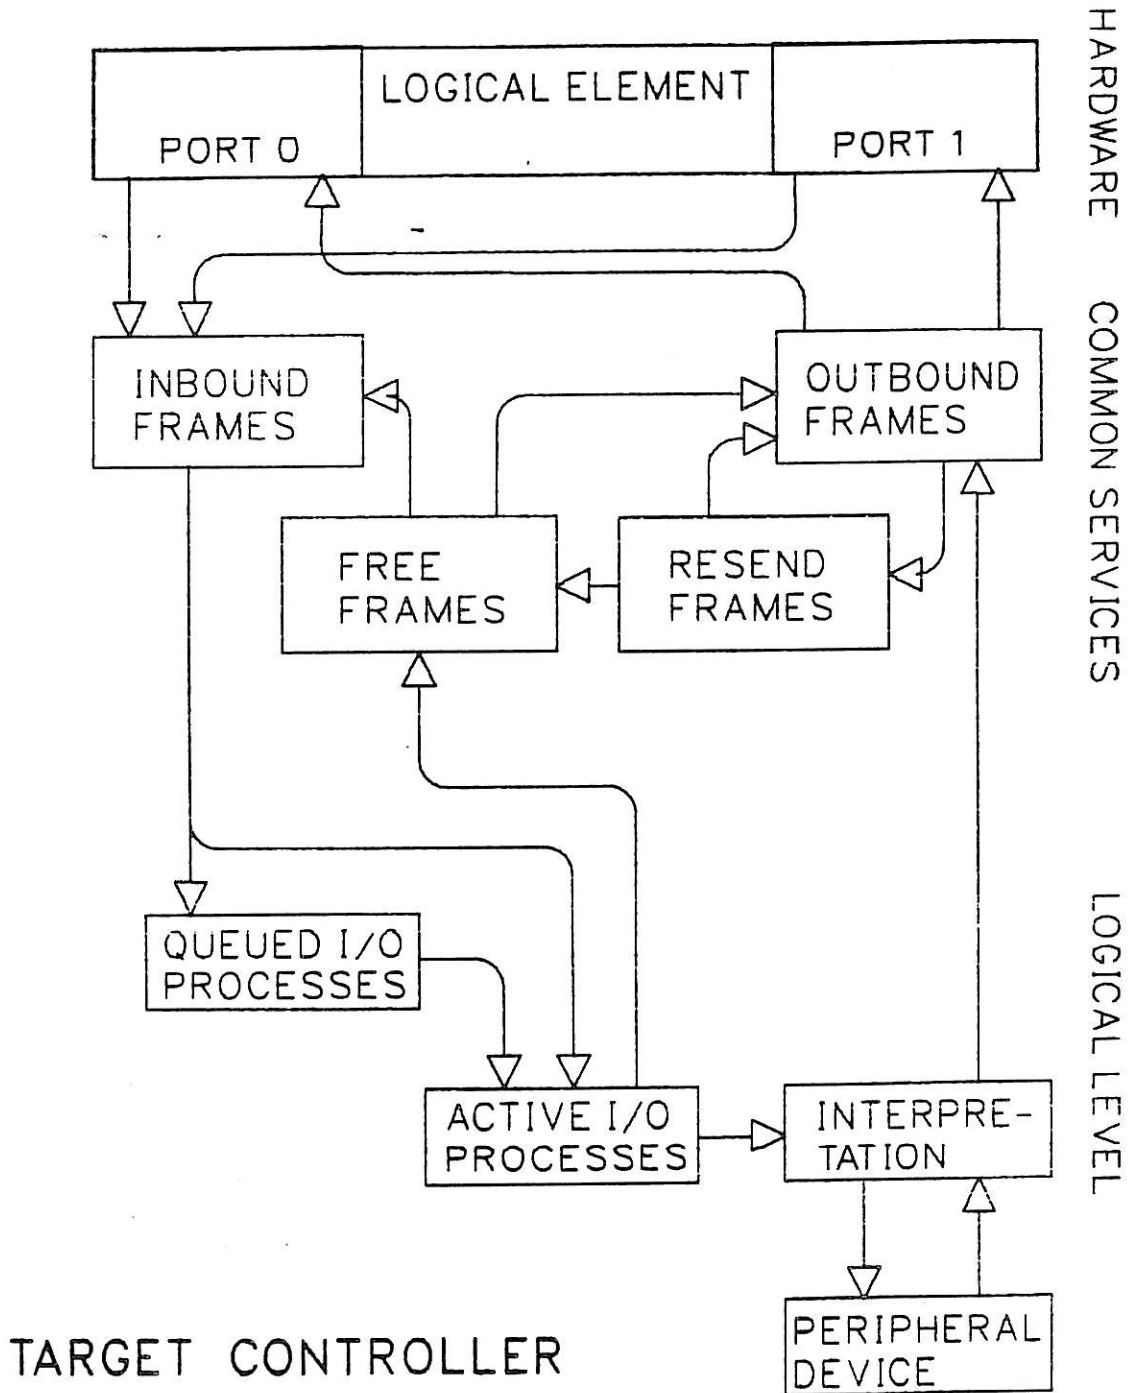 LOGICAL ELEMENT
PORT 0
PORT 1
HARDWARE
INBOUND
FRAMES
OUTBOUND
FRAMES
FREE
FRAMES
RESEND
FRAMES
COMMON SERVICES
QUEUED I/O
PROCESSES
ACTIVE I/O
PROCESSES
INTERPRE-
TATION
LOGICAL LEVEL
PERIPHERAL
DEVICE
TARGET CONTROLLER